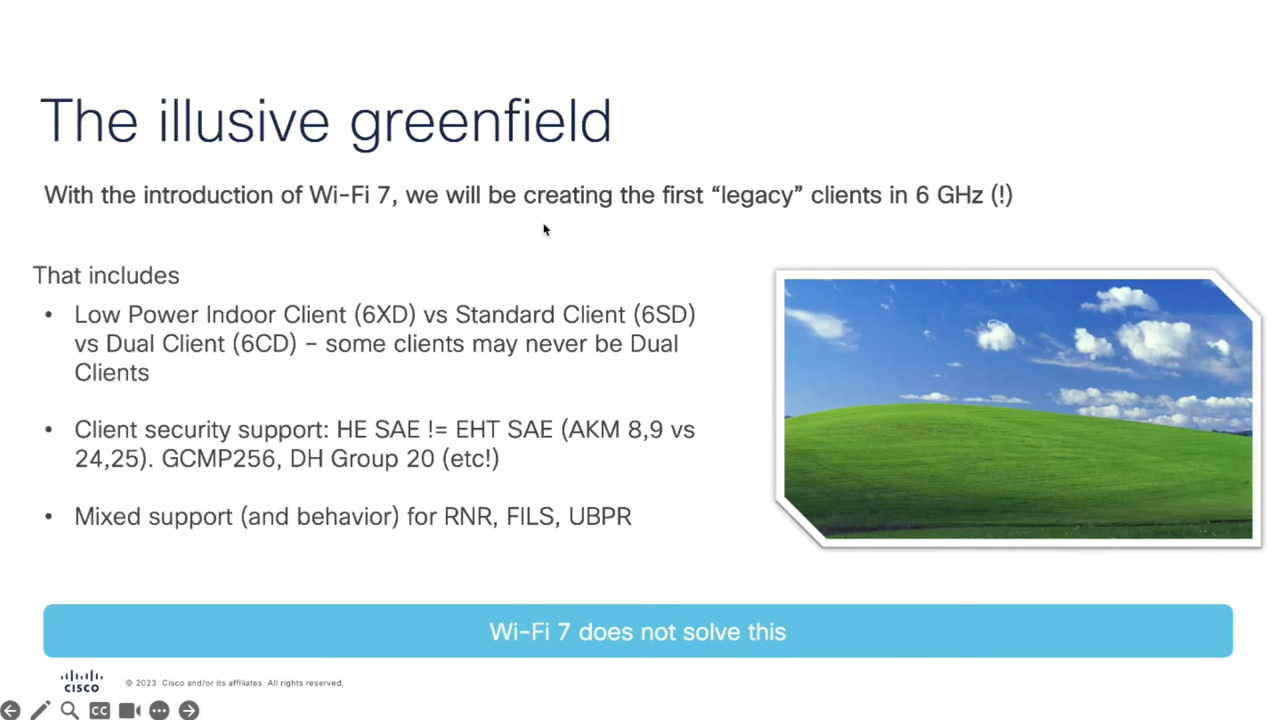 The illusive greenfield
With the introduction of Wi-Fi 7, we will be creating the first “legacy” clients in 6 GHz (!)
That includes
• Low Power Indoor Client (6XD) vs Standard Client (6SD)
vs Dual Client (6CD) – some clients may never be Dual
Clients
• Client security support: HE SAE != EHT SAE (AKM 8,9 vs
24,25). GCMP256, DH Group 20 (etc!)
• Mixed support (and behavior) for RNR, FILS, UBPR
Wi-Fi 7 does not solve this
CISCO
© 2023 Cisco and/or its affiliates. All rights reserved.
CC